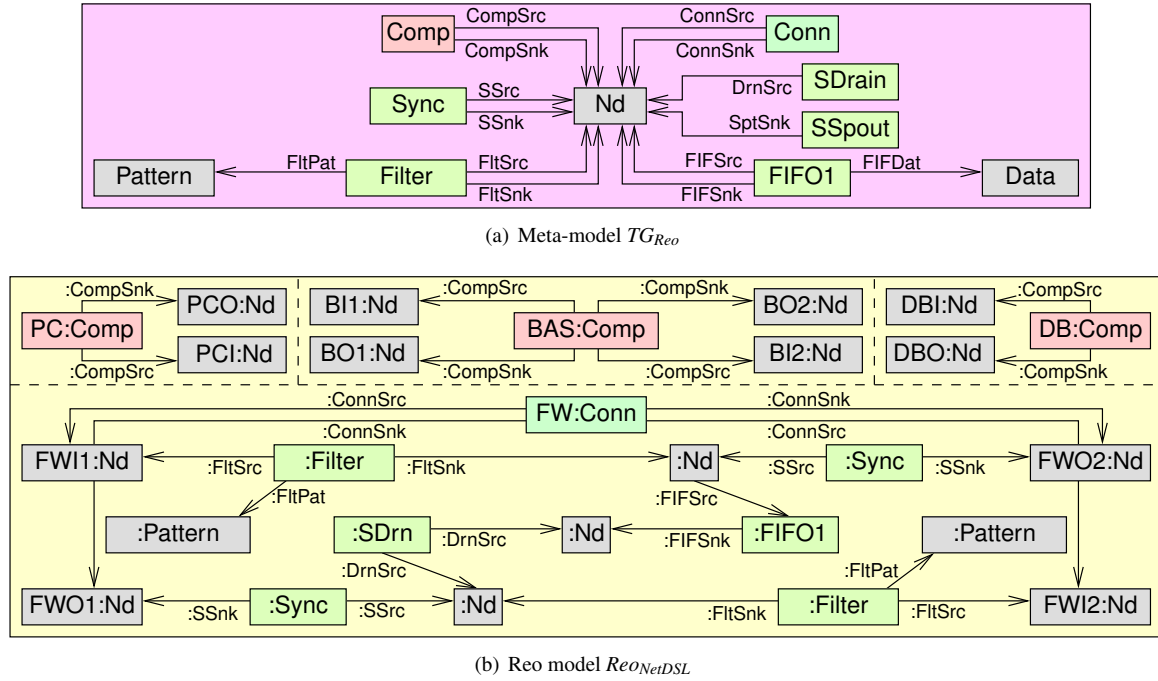 CompSrc ConnSrc
Comp CompSnk ConnSnk Conn
SSrc Nd DrnSrc SDrain
Sync SSnk SptSnk SSpout
Pattern FltPat Filter FltSrc FIFSrc FIFO1 FIFDat Data
FltSnk FIFSnk
(a) Meta-model TG_Reo
:CompSnk PCO:Nd BI1:Nd :CompSrc :CompSnk BO2:Nd DBI:Nd :CompSrc
PC:Comp BAS:Comp DB:Comp
:CompSrc PCI:Nd BO1:Nd :CompSnk :CompSrc BI2:Nd DBO:Nd :CompSnk
:ConnSrc FW:Conn :ConnSnk
:ConnSnk :ConnSrc
FWI1:Nd :FltSrc :Filter :FltSnk :Nd :SSrc :Sync :SSnk FWO2:Nd
:FltPat :FIFSrc
:Pattern :SDrn :DrnSrc :Nd :FIFSnk :FIFO1 :Pattern
:DrnSrc :FltPat
FWO1:Nd :SSnk :Sync :SSrc :Nd :FltSnk :Filter :FltSrc FWI2:Nd
(b) Reo model Reo_NetDSL